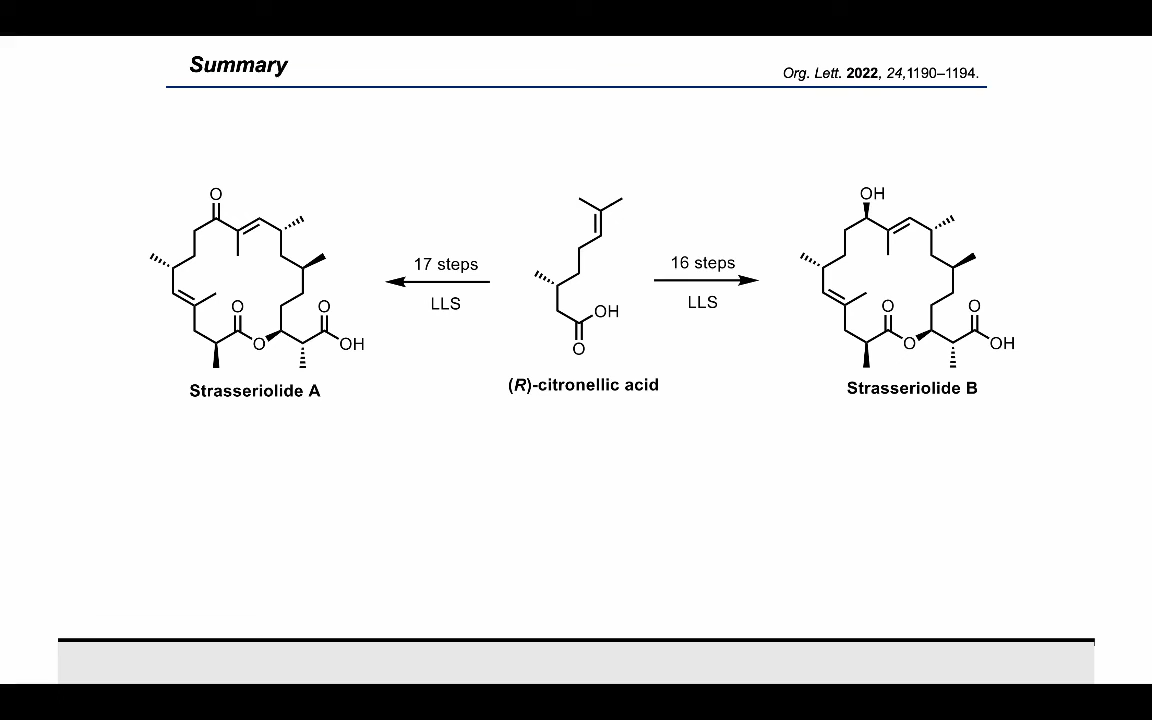 Summary
Org. Lett. 2022, 24,1190–1194.
O
O
O
O
OH
Strasseriolide A
17 steps
LLS
OH
O
(R)-citronellic acid
16 steps
LLS
OH
O
O
O
OH
Strasseriolide B